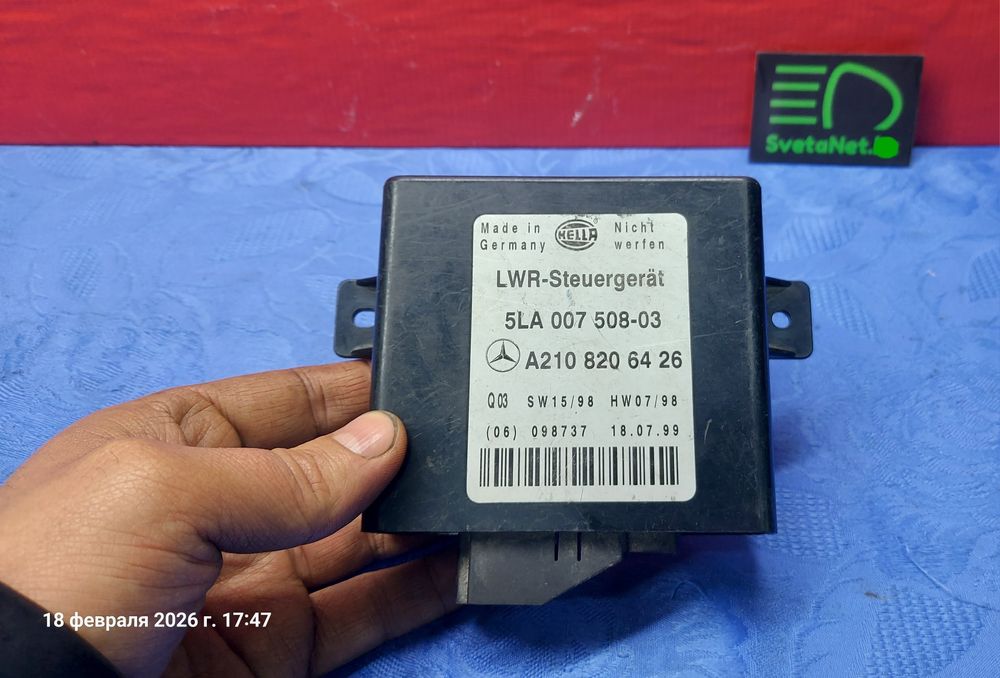 SvetaNet.
Made in Germany
HELLA
Nicht werfen
LWR-Steuergerät
5LA 007 508-03
A210 820 64 26
Q03 SW15/98 HW07/98
(06) 098737 18.07.99
18 февраля 2026 г. 17:47